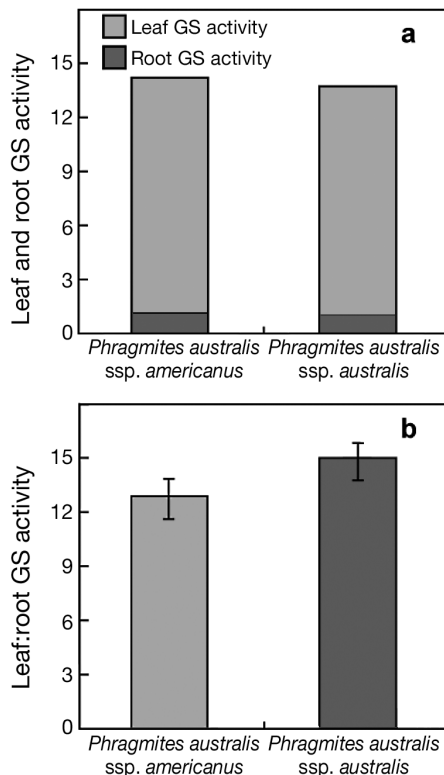 Leaf GS activity
a
Root GS activity
Leaf and root GS activity
15
12
9
6
3
0
Phragmites australis
ssp. americanus
Phragmites australis
ssp. australis
b
Leaf:root GS activity
15
12
9
6
3
0
Phragmites australis
ssp. americanus
Phragmites australis
ssp. australis